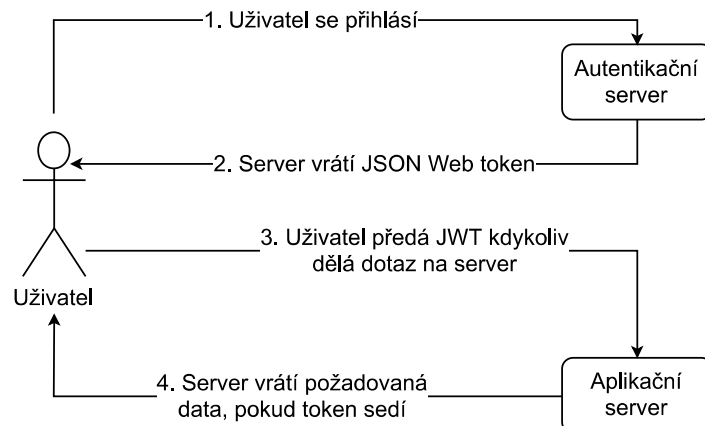 1. Uživatel se přihlásí
Autentikační
server
2. Server vrátí JSON Web token
3. Uživatel předá JWT kdykoliv
dělá dotaz na server
Uživatel
4. Server vrátí požadovaná
data, pokud token sedí
Aplikační
server